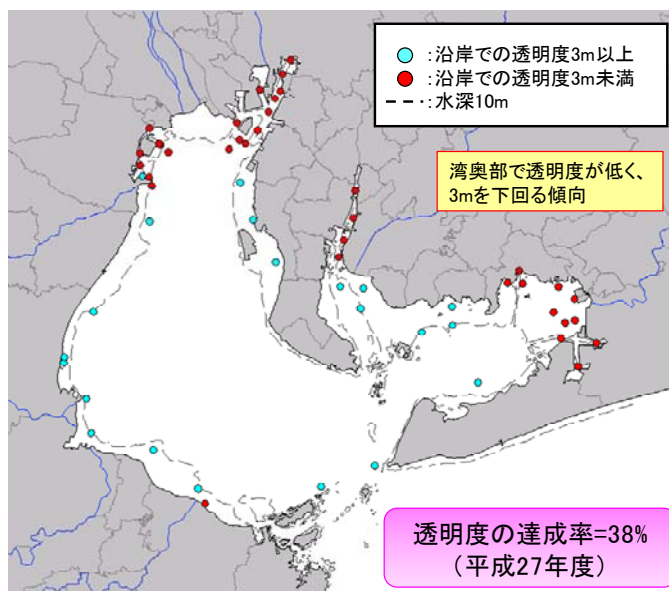 :沿岸での透明度3m以上
:沿岸での透明度3m未満
:水深10m
湾奥部で透明度が低く、
3mを下回る傾向
透明度の達成率=38%
（平成27年度）